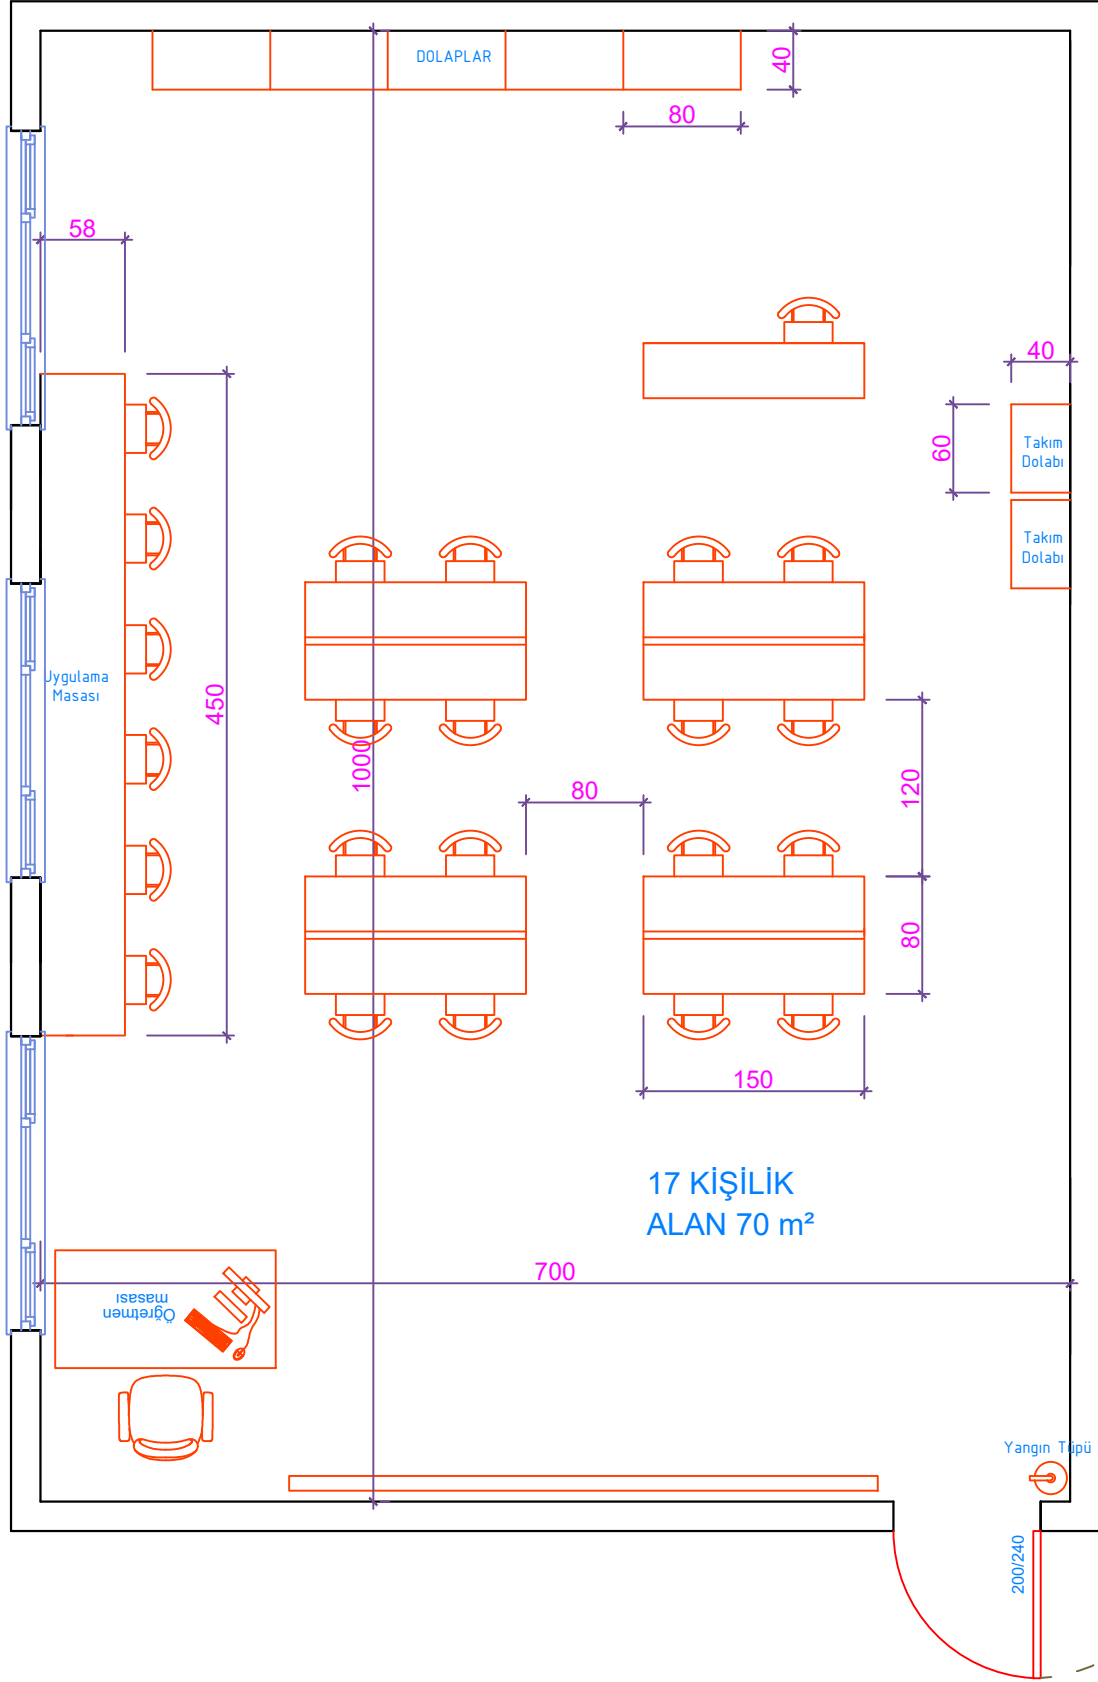 DOLAPLAR
40
80
58
40
60
Takım
Dolabı
Takım
Dolabı
Uygulama
Masası
450
1000
80
120
80
150
17 KİŞİLİK
ALAN 70 m²
700
Öğretmen
masası
Yangın Tüpü
200/240